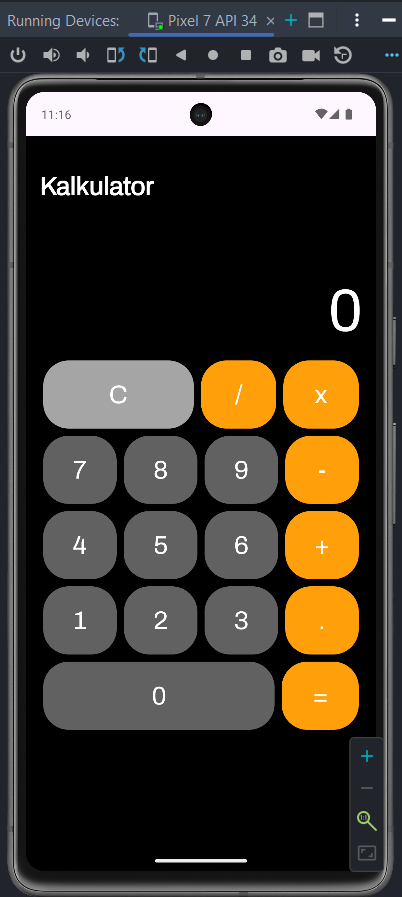 Running Devices: Pixel 7 API 34
11:16
Kalkulator
0
C / x
7 8 9 -
4 5 6 +
1 2 3 .
0 =